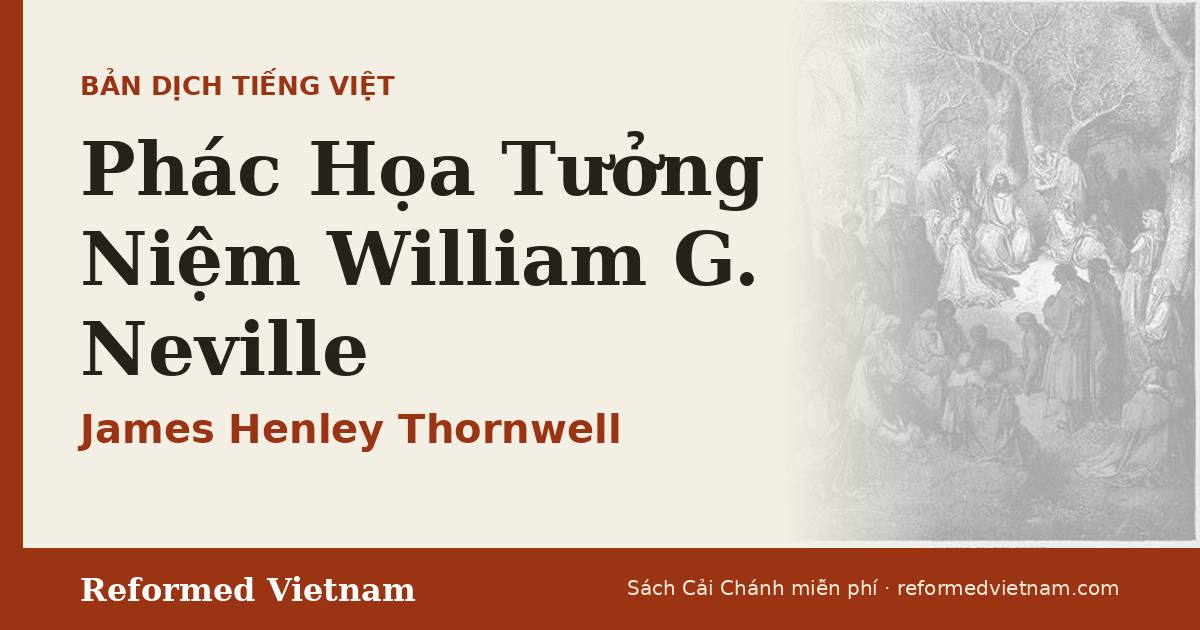 BẢN DỊCH TIẾNG VIỆT
Phác Họa Tưởng
Niệm William G.
Neville
James Henley Thornwell
Reformed Vietnam
Sách Cải Chánh miễn phí · reformedvietnam.com